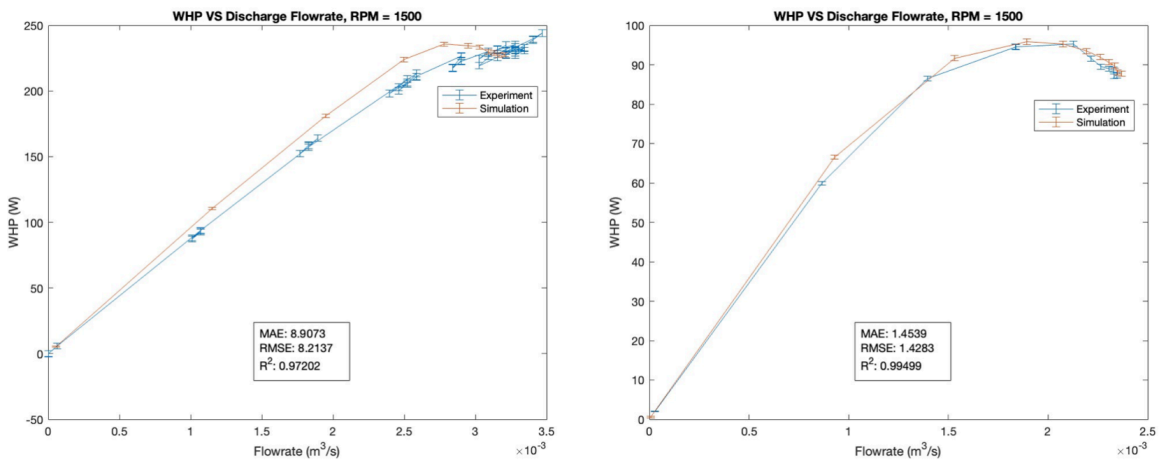 WHP VS Discharge Flowrate, RPM = 1500
250
200
150
100
50
0
-50
WHP (W)
Experiment
Simulation
MAE: 8.9073
RMSE: 8.2137
R²: 0.97202
0 0.5 1 1.5 2 2.5 3 3.5
Flowrate (m³/s)
×10⁻³
WHP VS Discharge Flowrate, RPM = 1500
100
90
80
70
60
50
40
30
20
10
0
WHP (W)
Experiment
Simulation
MAE: 1.4539
RMSE: 1.4283
R²: 0.99499
0 0.5 1 1.5 2 2.5
Flowrate (m³/s)
×10⁻³